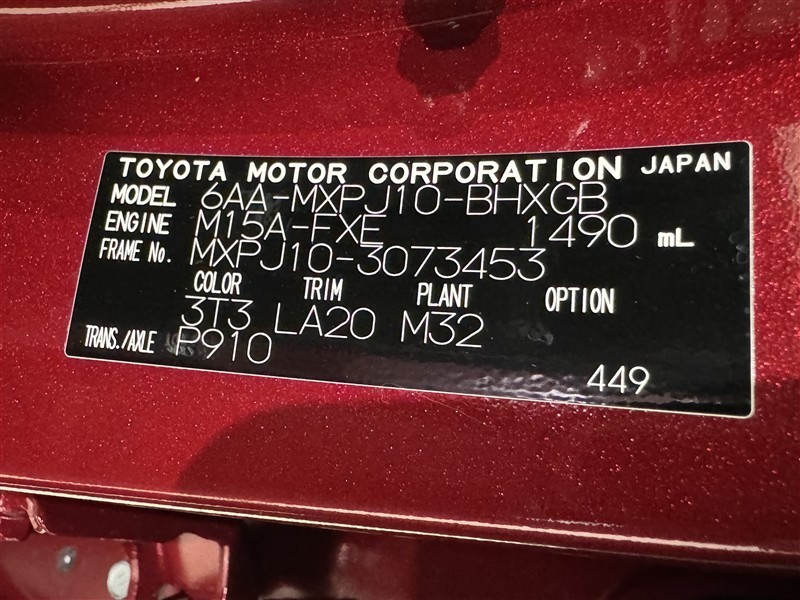 TOYOTA MOTOR CORPORATION JAPAN
MODEL 6AA-MXPJ10-BHXGB
ENGINE M15A-FXE 1490 mL
FRAME No. MXPJ10-3073453
COLOR TRIM PLANT OPTION
3T3 LA20 M32
TRANS./AXLE P910
449